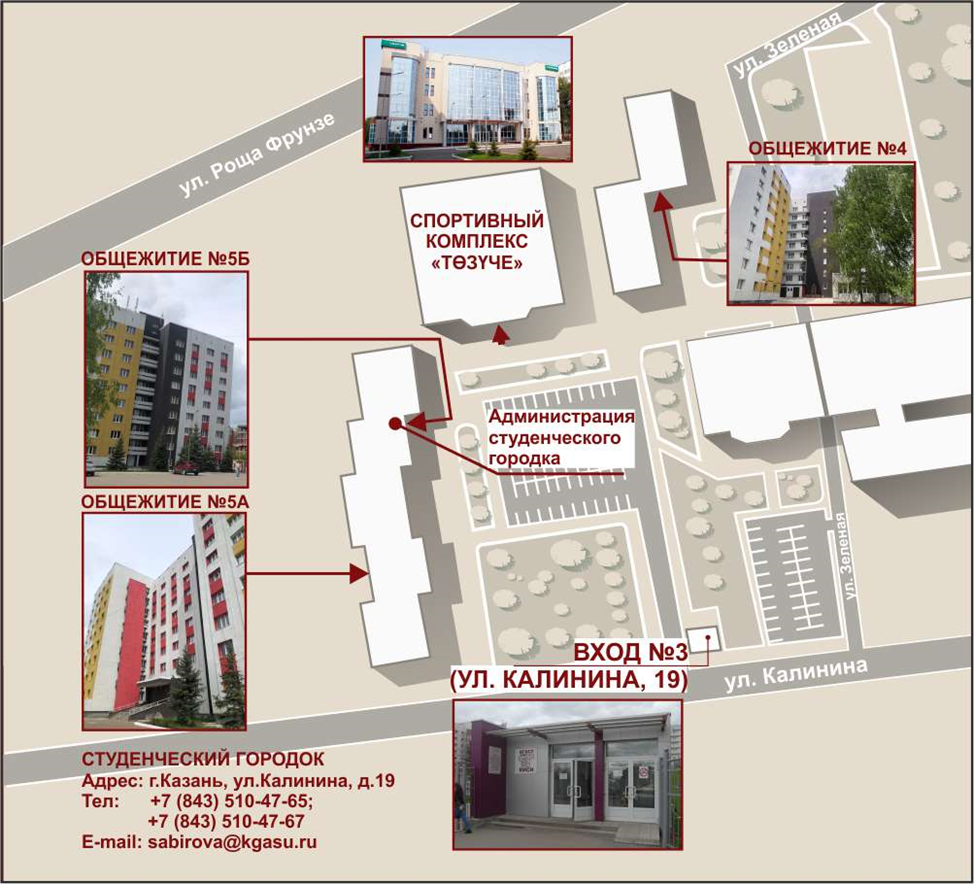 ул. Зеленая
ул. Роща Фрунзе
ОБЩЕЖИТИЕ №4
СПОРТИВНЫЙ
КОМПЛЕКС
«ТӨЗҮЧЕ»
ОБЩЕЖИТИЕ №5Б
Администрация
студенческого
городка
ОБЩЕЖИТИЕ №5А
ул. Зеленая
ВХОД №3
(УЛ. КАЛИНИНА, 19)
ул. Калинина
СТУДЕНЧЕСКИЙ ГОРОДОК
Адрес: г.Казань, ул.Калинина, д.19
Тел: +7 (843) 510-47-65;
+7 (843) 510-47-67
E-mail: sabirova@kgasu.ru